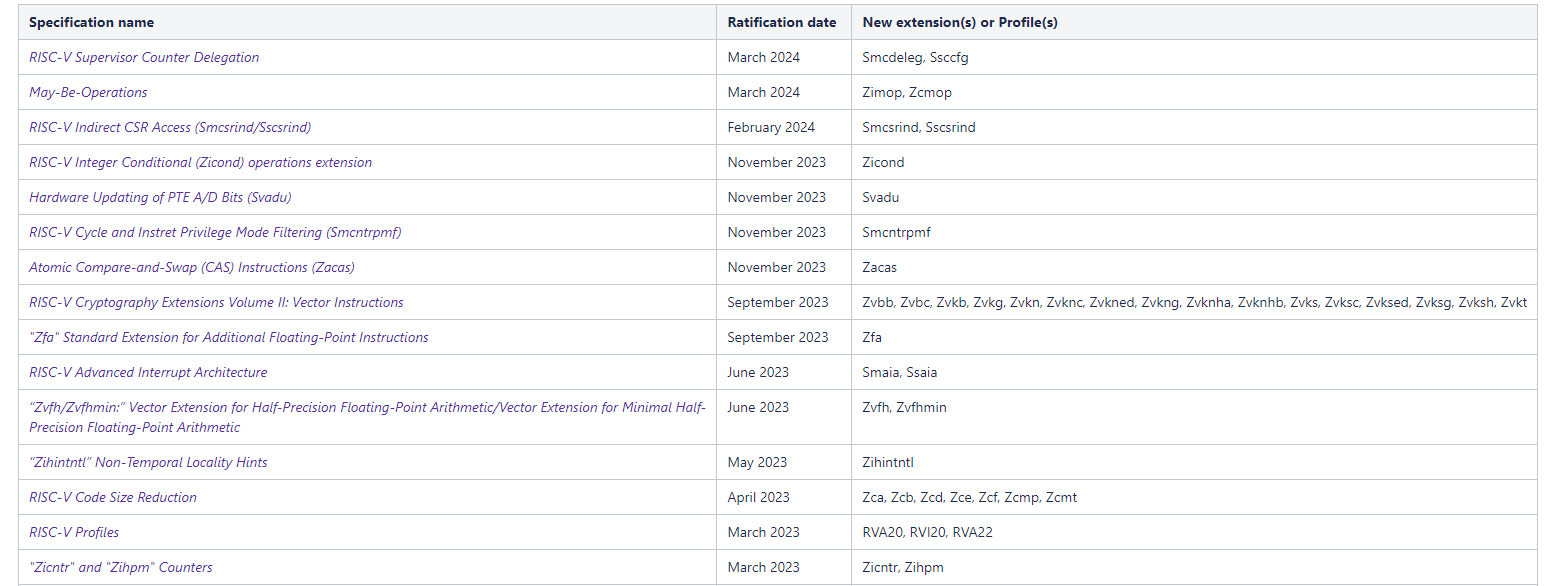 Specification name Ratification date New extension(s) or Profile(s)
RISC-V Supervisor Counter Delegation March 2024 Smcdeleg, Ssccfg
May-Be-Operations March 2024 Zimop, Zcmop
RISC-V Indirect CSR Access (Smcsrind/Sscsrind) February 2024 Smcsrind, Sscsrind
RISC-V Integer Conditional (Zicond) operations extension November 2023 Zicond
Hardware Updating of PTE A/D Bits (Svadu) November 2023 Svadu
RISC-V Cycle and Instret Privilege Mode Filtering (Smcntrpmf) November 2023 Smcntrpmf
Atomic Compare-and-Swap (CAS) Instructions (Zacas) November 2023 Zacas
RISC-V Cryptography Extensions Volume II: Vector Instructions September 2023 Zvbb, Zvbc, Zvkb, Zvkg, Zvkn, Zvknc, Zvkned, Zvkng, Zvknha, Zvknhb, Zvks, Zvksc, Zvksed, Zvksg, Zvksh, Zvkt
"Zfa" Standard Extension for Additional Floating-Point Instructions September 2023 Zfa
RISC-V Advanced Interrupt Architecture June 2023 Smaia, Ssaia
“Zvfh/Zvfhmin:” Vector Extension for Half-Precision Floating-Point Arithmetic/Vector Extension for Minimal Half- June 2023 Zvfh, Zvfhmin
Precision Floating-Point Arithmetic
“Zihintntl” Non-Temporal Locality Hints May 2023 Zihintntl
RISC-V Code Size Reduction April 2023 Zca, Zcb, Zcd, Zce, Zcf, Zcmp, Zcmt
RISC-V Profiles March 2023 RVA20, RVI20, RVA22
"Zicntr" and "Zihpm" Counters March 2023 Zicntr, Zihpm